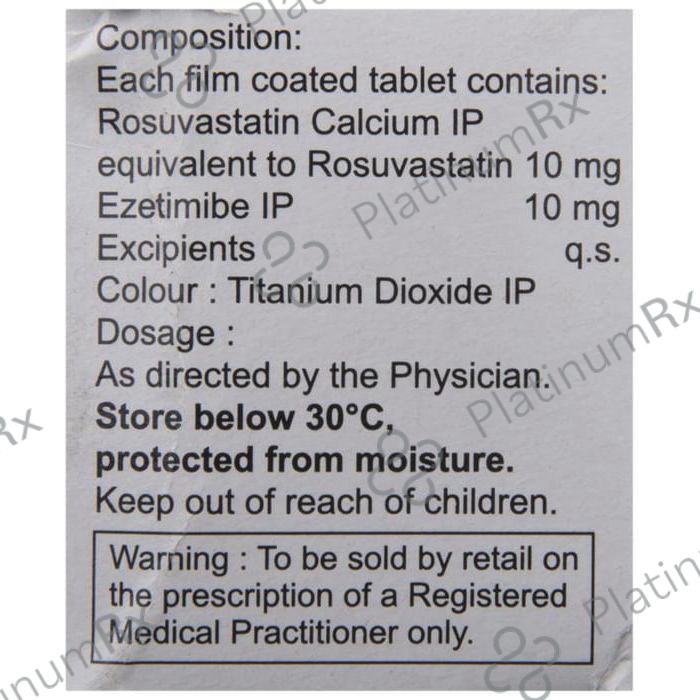 Composition:
Each film coated tablet contains:
Rosuvastatin Calcium IP
equivalent to Rosuvastatin 10 mg
Ezetimibe IP 10 mg
Excipients q.s.
Colour : Titanium Dioxide IP
Dosage :
As directed by the Physician.
Store below 30°C,
protected from moisture.
Keep out of reach of children.
Warning : To be sold by retail on
the prescription of a Registered
Medical Practitioner only.
PlatinumRx
PlatinumRx